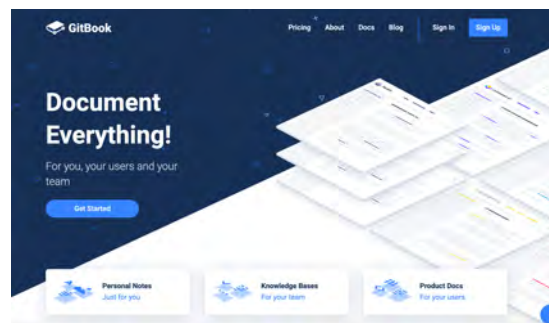 GitBook
Pricing About Docs Blog Sign In Sign Up
Document
Everything!
For you, your users and your
team
Get Started
Personal Notes
Just for you
Knowledge Bases
For your team
Product Docs
For your users